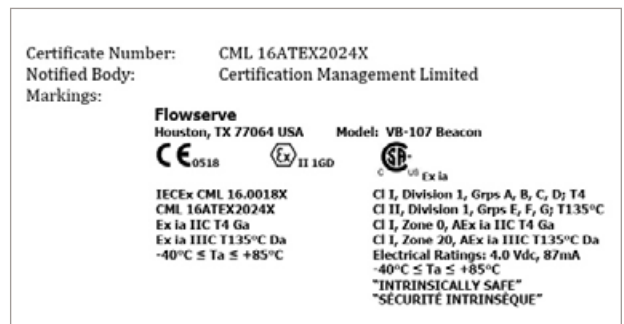 Certificate Number: CML 16ATEX2024X
Notified Body: Certification Management Limited
Markings:
Flowserve
Houston, TX 77064 USA Model: VB-107 Beacon
CE 0518 Ex II 1GD C SA US Ex ia
IECEx CML 16.0018X
CML 16ATEX2024X
Ex ia IIC T4 Ga
Ex ia IIIC T135°C Da
-40°C ≤ Ta ≤ +85°C
Cl I, Division 1, Grps A, B, C, D; T4
Cl II, Division 1, Grps E, F, G; T135°C
Cl I, Zone 0, AEx ia IIC T4 Ga
Cl I, Zone 20, AEx ia IIIC T135°C Da
Electrical Ratings: 4.0 Vdc, 87mA
-40°C ≤ Ta ≤ +85°C
"INTRINSICALLY SAFE"
"SÉCURITÉ INTRINSÈQUE"